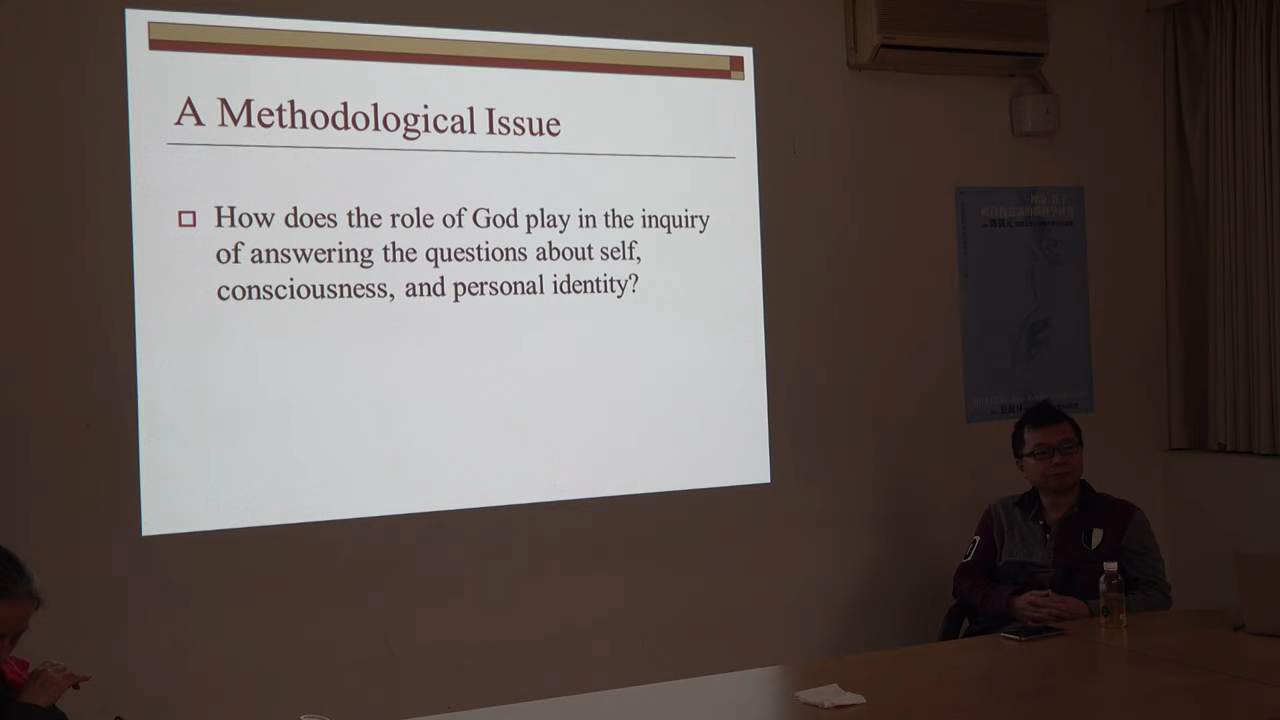 A Methodological Issue
How does the role of God play in the inquiry
of answering the questions about self,
consciousness, and personal identity?